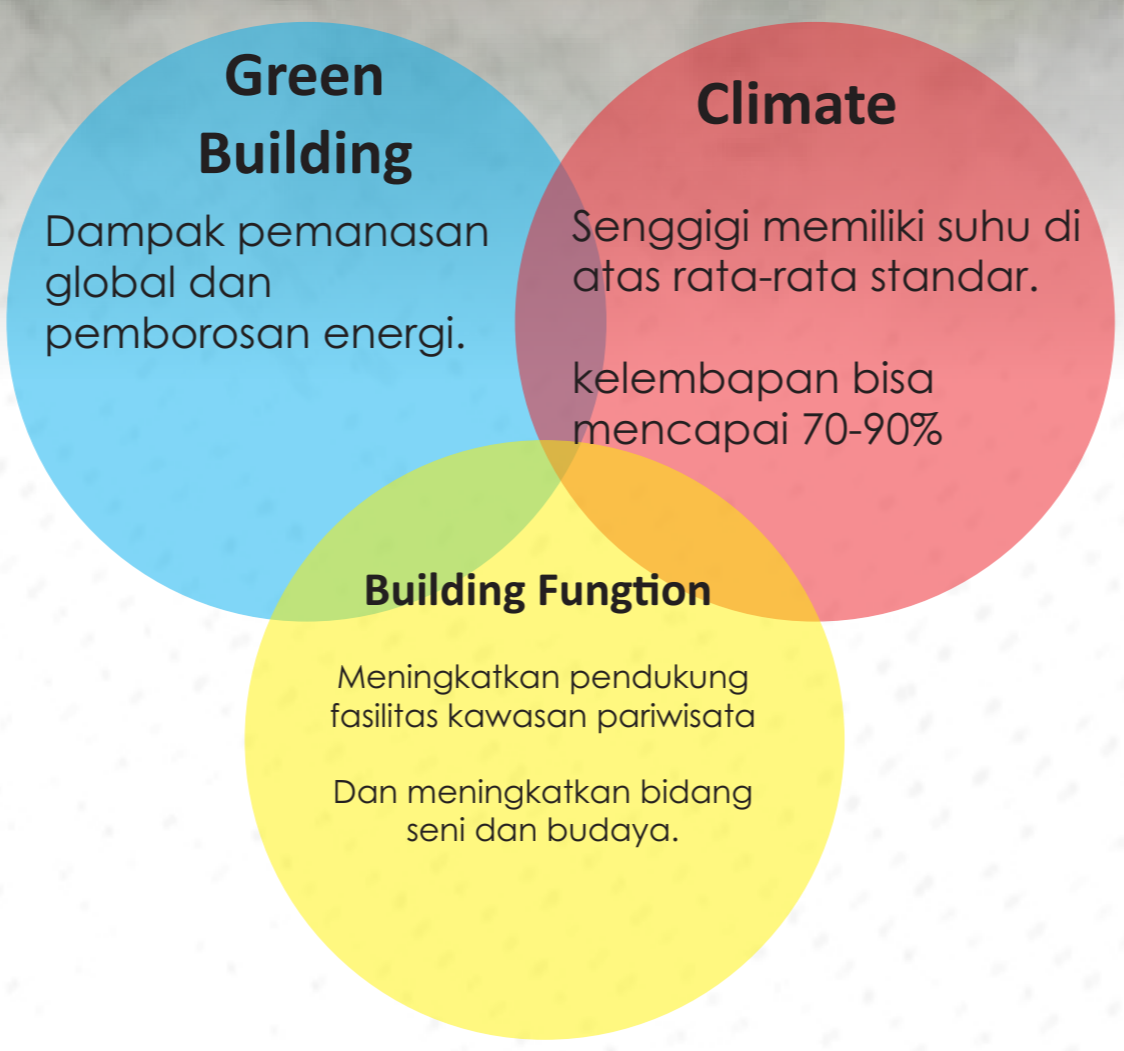 Green
Building
Dampak pemanasan
global dan
pemborosan energi.
Climate
Senggigi memiliki suhu di
atas rata-rata standar.
kelembapan bisa
mencapai 70-90%
Building Fungtion
Meningkatkan pendukung
fasilitas kawasan pariwisata
Dan meningkatkan bidang
seni dan budaya.